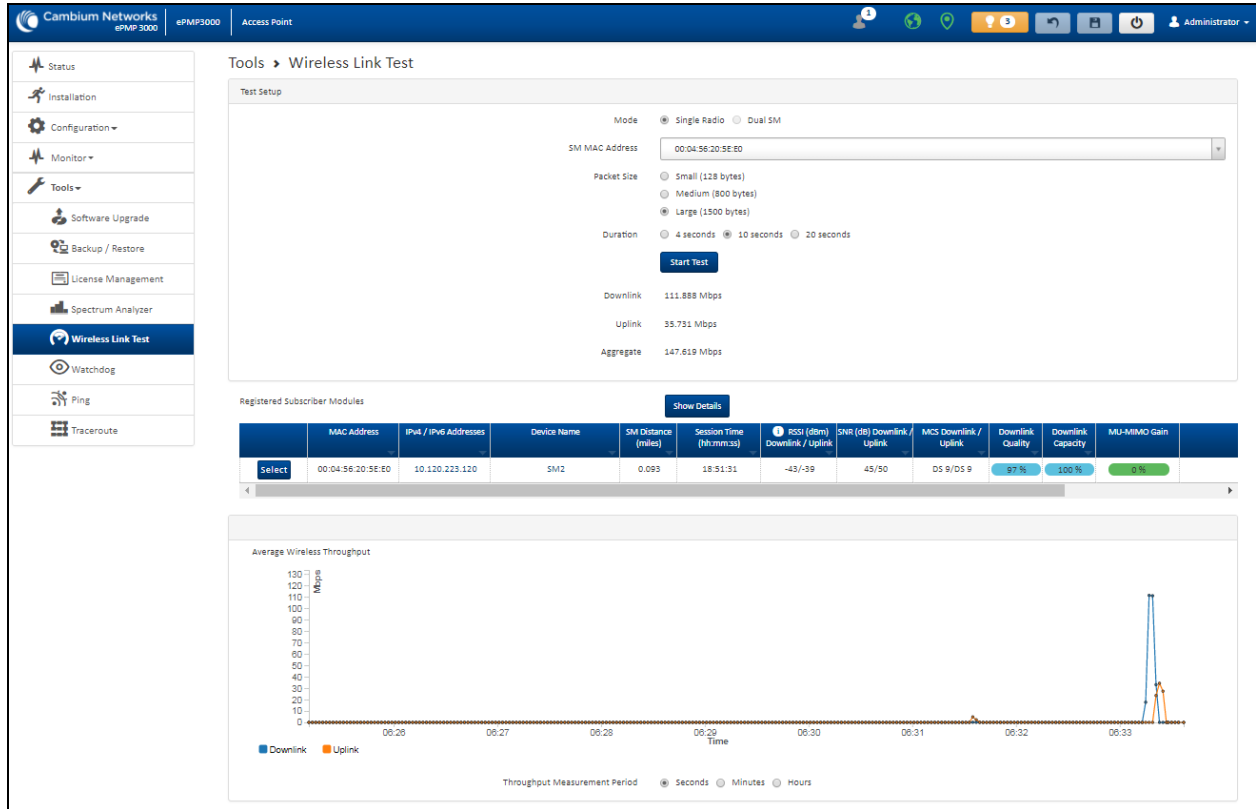 Cambium Networks
ePMP 3000
ePMP3000
Access Point
1
3
Administrator
Status
Installation
Configuration
Monitor
Tools
Software Upgrade
Backup / Restore
License Management
Spectrum Analyzer
Wireless Link Test
Watchdog
Ping
Traceroute
Tools > Wireless Link Test
Test Setup
Mode Single Radio Dual SM
SM MAC Address 00:04:56:20:5E:E0
Packet Size Small (128 bytes)
Medium (800 bytes)
Large (1500 bytes)
Duration 4 seconds 10 seconds 20 seconds
Start Test
Downlink 111.888 Mbps
Uplink 35.731 Mbps
Aggregate 147.619 Mbps
Registered Subscriber Modules Show Details
MAC Address IPv4 / IPv6 Addresses Device Name SM Distance (miles) Session Time (hh:mm:ss) RSSI (dBm) Downlink / Uplink SNR (dB) Downlink / Uplink MCS Downlink / Uplink Downlink Quality Downlink Capacity MU-MIMO Gain
Select 00:04:56:20:5E:E0 10.120.223.120 SM2 0.093 18:51:31 -43/-39 45/50 DS 9/DS 9 97 % 100 % 0 %
Average Wireless Throughput
Mbps
130
120
110
100
90
80
70
60
50
40
30
20
10
0
06:26 06:27 06:28 06:29 06:30 06:31 06:32 06:33
Time
Downlink Uplink
Throughput Measurement Period Seconds Minutes Hours